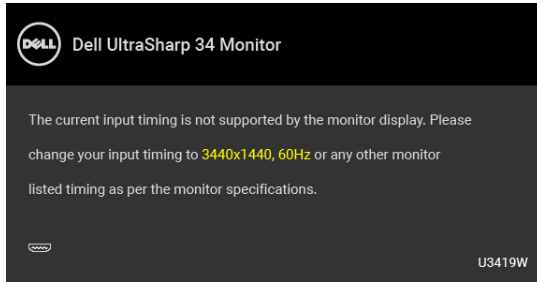 DELL
Dell UltraSharp 34 Monitor
The current input timing is not supported by the monitor display. Please
change your input timing to 3440x1440, 60Hz or any other monitor
listed timing as per the monitor specifications.
U3419W